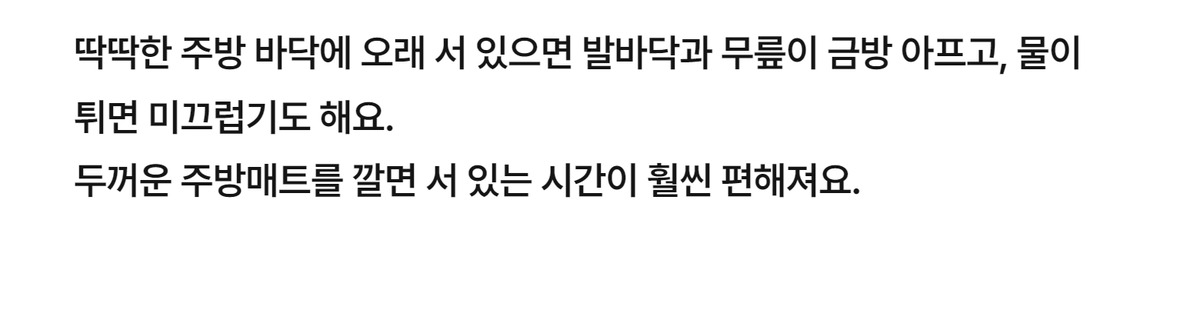 딱딱한 주방 바닥에 오래 서 있으면 발바닥과 무릎이 금방 아프고, 물이
튀면 미끄럽기도 해요.
두꺼운 주방매트를 깔면 서 있는 시간이 훨씬 편해져요.